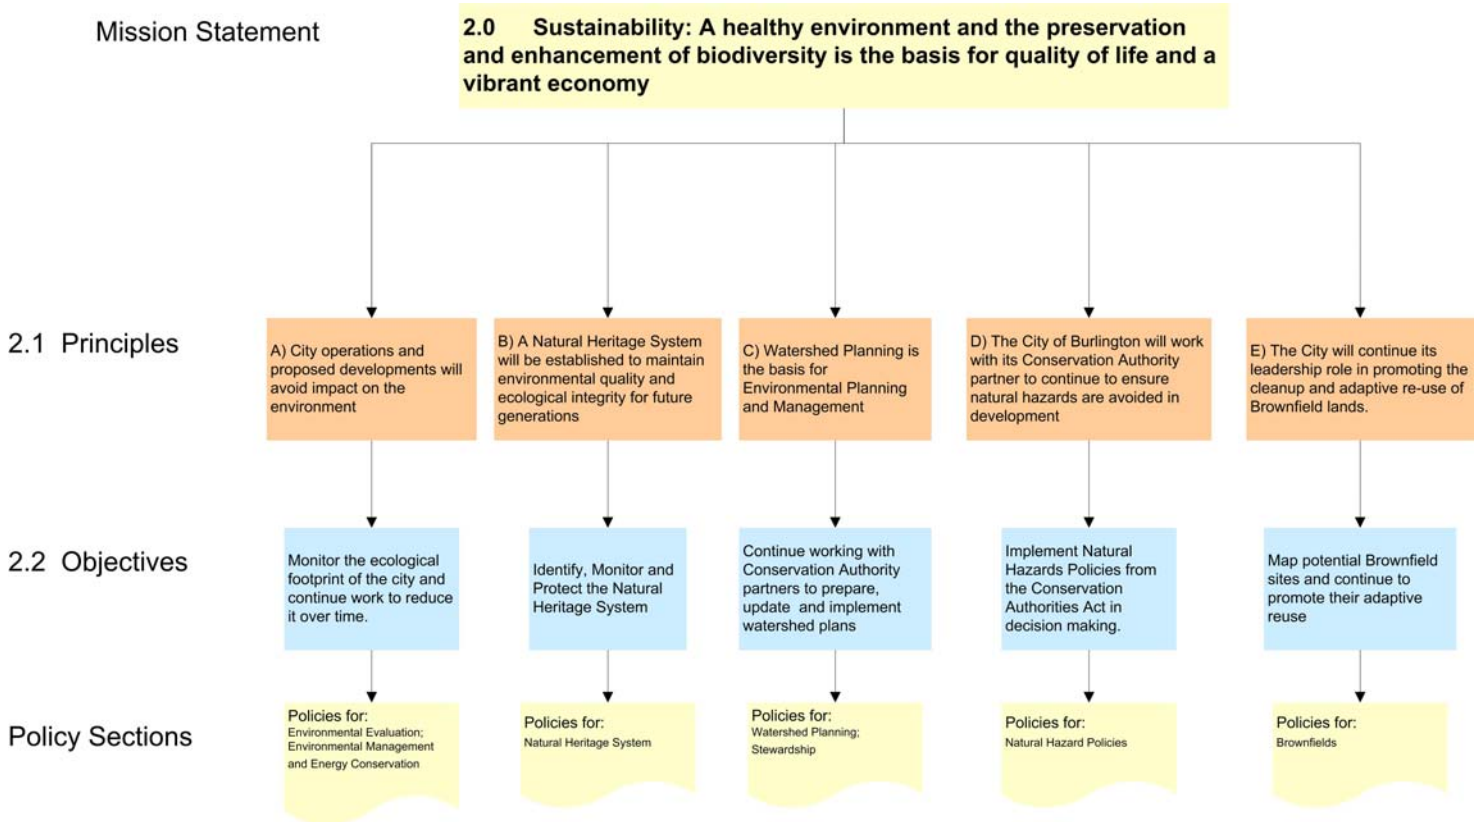 Mission Statement
2.0 Sustainability: A healthy environment and the preservation
and enhancement of biodiversity is the basis for quality of life and a
vibrant economy
2.1 Principles
A) City operations and
proposed developments will
avoid impact on the
environment
B) A Natural Heritage System
will be established to maintain
environmental quality and
ecological integrity for future
generations
C) Watershed Planning is
the basis for
Environmental Planning
and Management
D) The City of Burlington will work
with its Conservation Authority
partner to continue to ensure
natural hazards are avoided in
development
E) The City will continue its
leadership role in promoting the
cleanup and adaptive re-use of
Brownfield lands.
2.2 Objectives
Monitor the ecological
footprint of the city and
continue work to reduce
it over time.
Identify, Monitor and
Protect the Natural
Heritage System
Continue working with
Conservation Authority
partners to prepare,
update and implement
watershed plans
Implement Natural
Hazards Policies from
the Conservation
Authorities Act in
decision making.
Map potential Brownfield
sites and continue to
promote their adaptive
reuse
Policy Sections
Policies for:
Environmental Evaluation;
Environmental Management
and Energy Conservation
Policies for:
Natural Heritage System
Policies for:
Watershed Planning;
Stewardship
Policies for:
Natural Hazard Policies
Policies for:
Brownfields